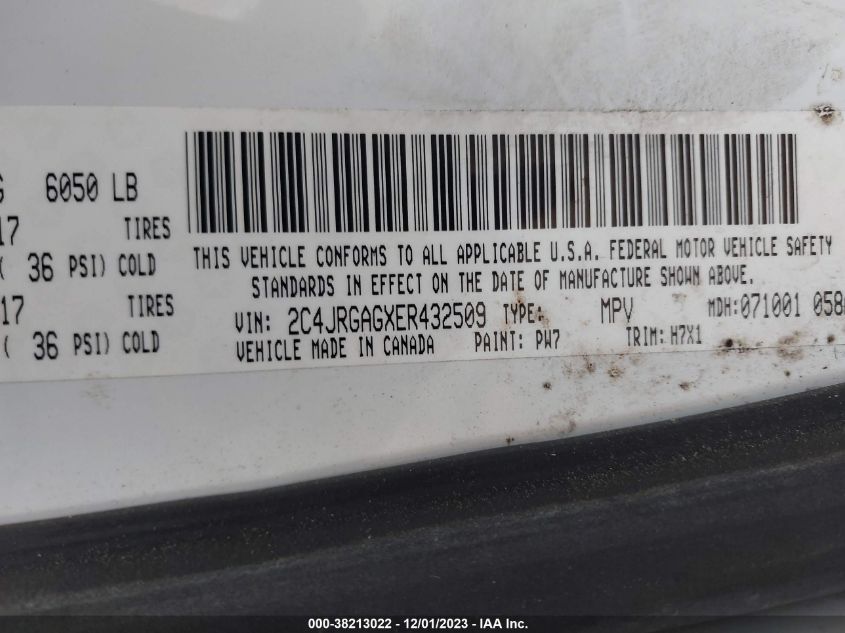 6050 LB
17 TIRES
( 36 PSI) COLD
17 TIRES
( 36 PSI) COLD
THIS VEHICLE CONFORMS TO ALL APPLICABLE U.S.A. FEDERAL MOTOR VEHICLE SAFETY
STANDARDS IN EFFECT ON THE DATE OF MANUFACTURE SHOWN ABOVE.
VIN: 2C4JRGAGXER432509 TYPE: MPV MDH:071001 058
VEHICLE MADE IN CANADA PAINT: PW7 TRIM: H7X1
000-38213022 - 12/01/2023 - IAA Inc.